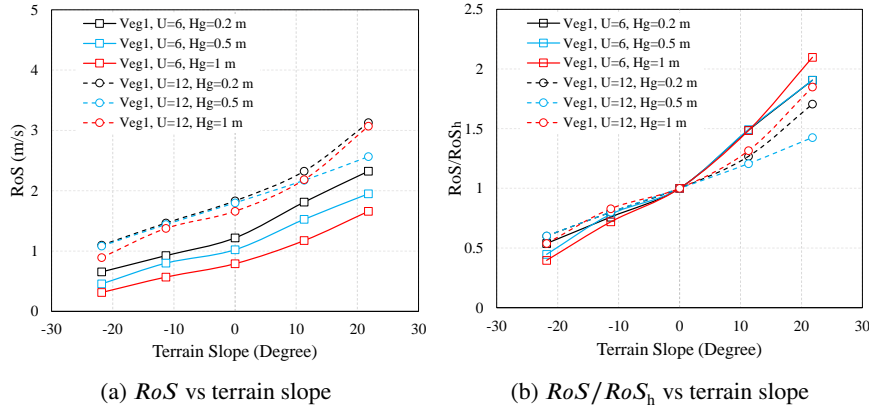 5
4
3
2
1
0
RoS (m/s)
Veg1, U=6, Hg=0.2 m
Veg1, U=6, Hg=0.5 m
Veg1, U=6, Hg=1 m
Veg1, U=12, Hg=0.2 m
Veg1, U=12, Hg=0.5 m
Veg1, U=12, Hg=1 m
-30 -20 -10 0 10 20 30
Terrain Slope (Degree)
(a) RoS vs terrain slope
2.5
2
1.5
1
0.5
0
RoS/RoSh
Veg1, U=6, Hg=0.2 m
Veg1, U=6, Hg=0.5 m
Veg1, U=6, Hg=1 m
Veg1, U=12, Hg=0.2 m
Veg1, U=12, Hg=0.5 m
Veg1, U=12, Hg=1 m
-30 -20 -10 0 10 20 30
Terrain Slope (Degree)
(b) RoS/RoSh vs terrain slope